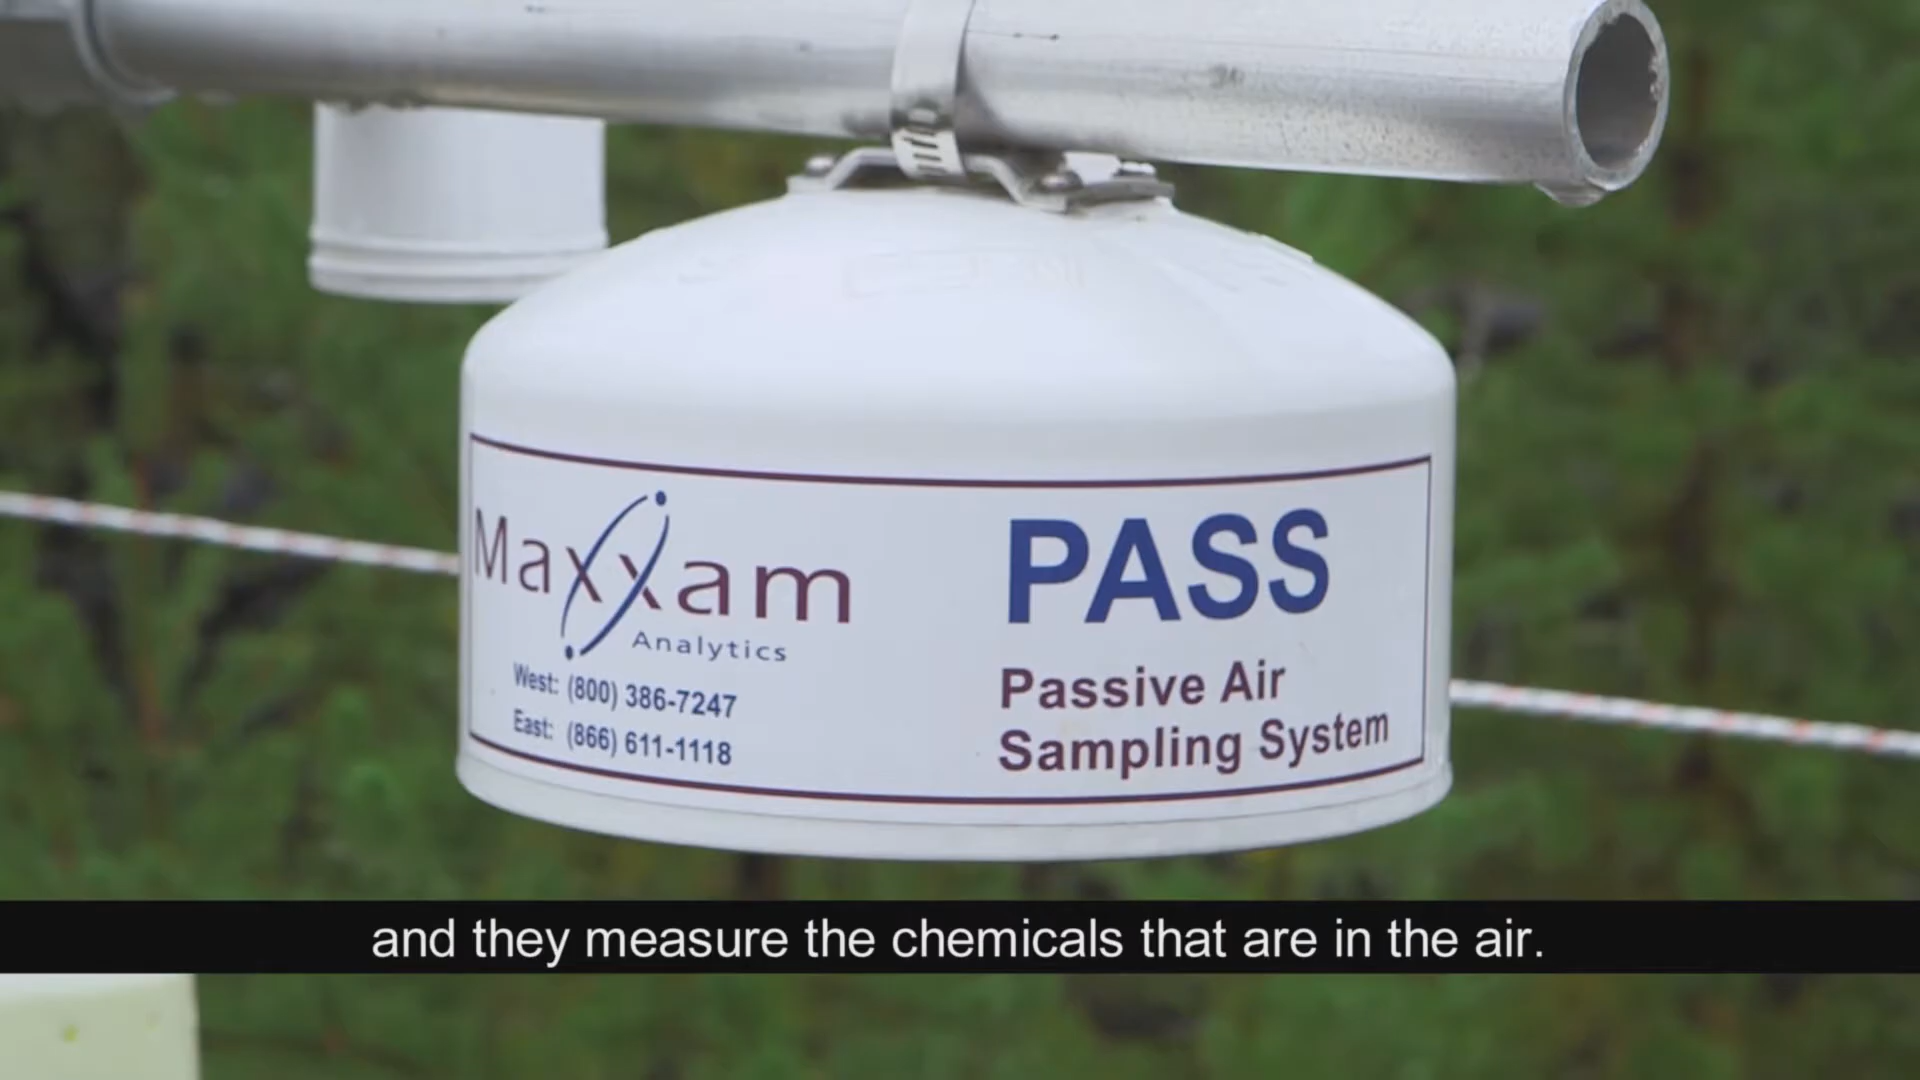 Maxxam
Analytics
West: (800) 386-7247
East: (866) 611-1118
PASS
Passive Air
Sampling System
and they measure the chemicals that are in the air.